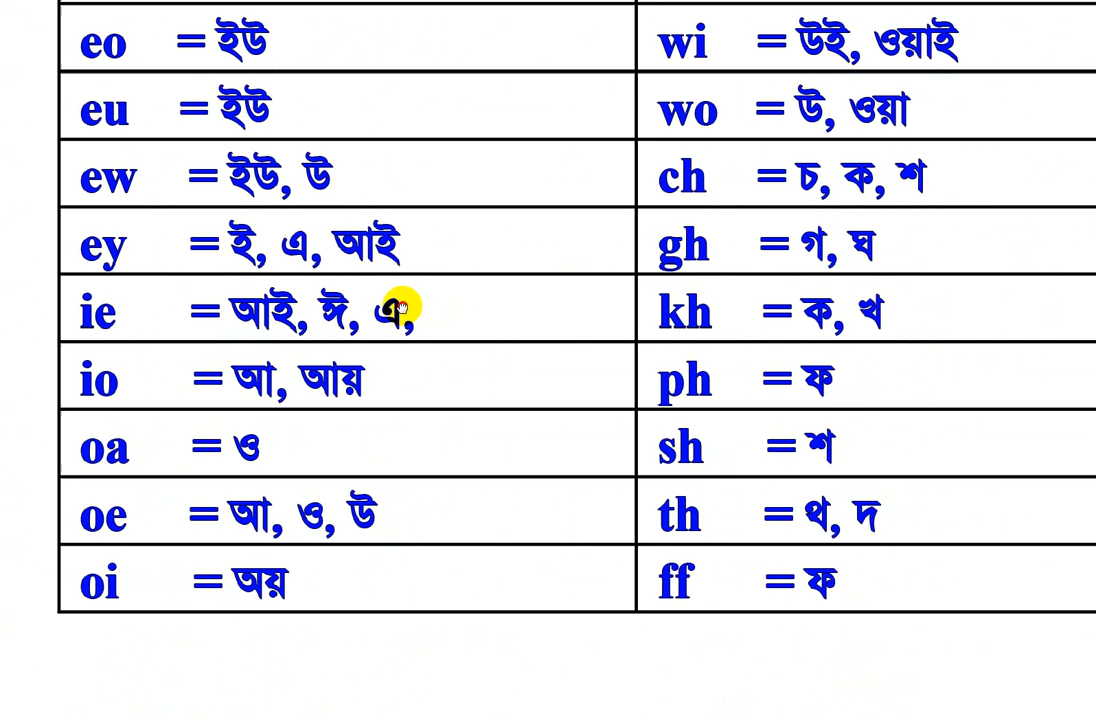 eo = ইউ
wi = উই, ওয়াই
eu = ইউ
wo = উ, ওয়া
ew = ইউ, উ
ch = চ, ক, শ
ey = ই, এ, আই
gh = গ, ঘ
ie = আই, ঈ, এ,
kh = ক, খ
io = আ, আয়
ph = ফ
oa = ও
sh = শ
oe = আ, ও, উ
th = থ, দ
oi = অয়
ff = ফ